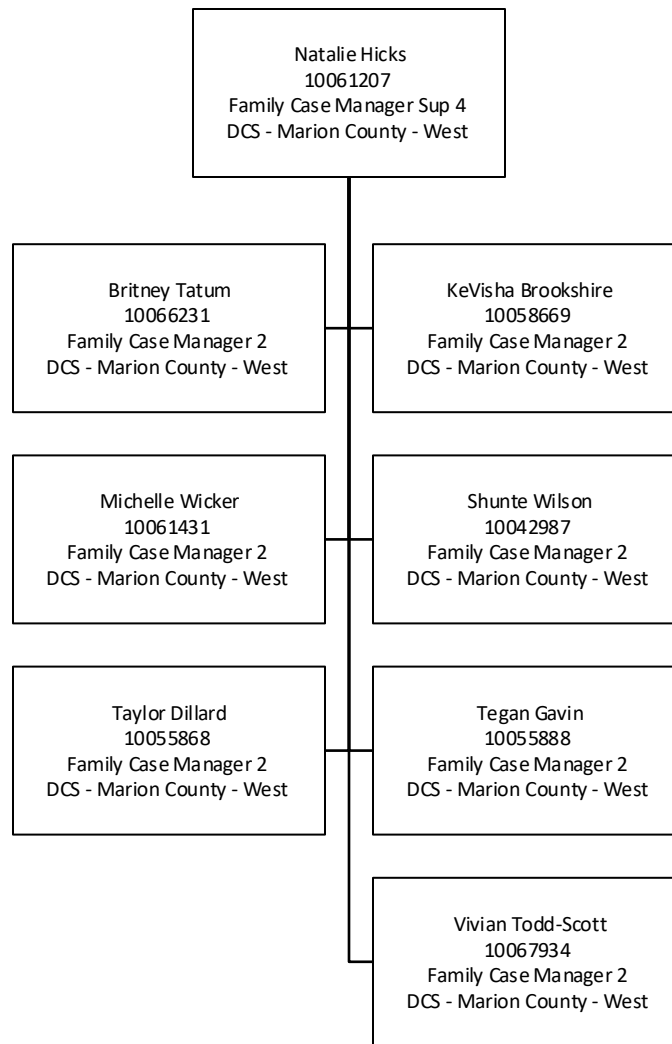 Natalie Hicks
10061207
Family Case Manager Sup 4
DCS - Marion County - West
Britney Tatum
10066231
Family Case Manager 2
DCS - Marion County - West
KeVisha Brookshire
10058669
Family Case Manager 2
DCS - Marion County - West
Michelle Wicker
10061431
Family Case Manager 2
DCS - Marion County - West
Shunte Wilson
10042987
Family Case Manager 2
DCS - Marion County - West
Taylor Dillard
10055868
Family Case Manager 2
DCS - Marion County - West
Tegan Gavin
10055888
Family Case Manager 2
DCS - Marion County - West
Vivian Todd-Scott
10067934
Family Case Manager 2
DCS - Marion County - West